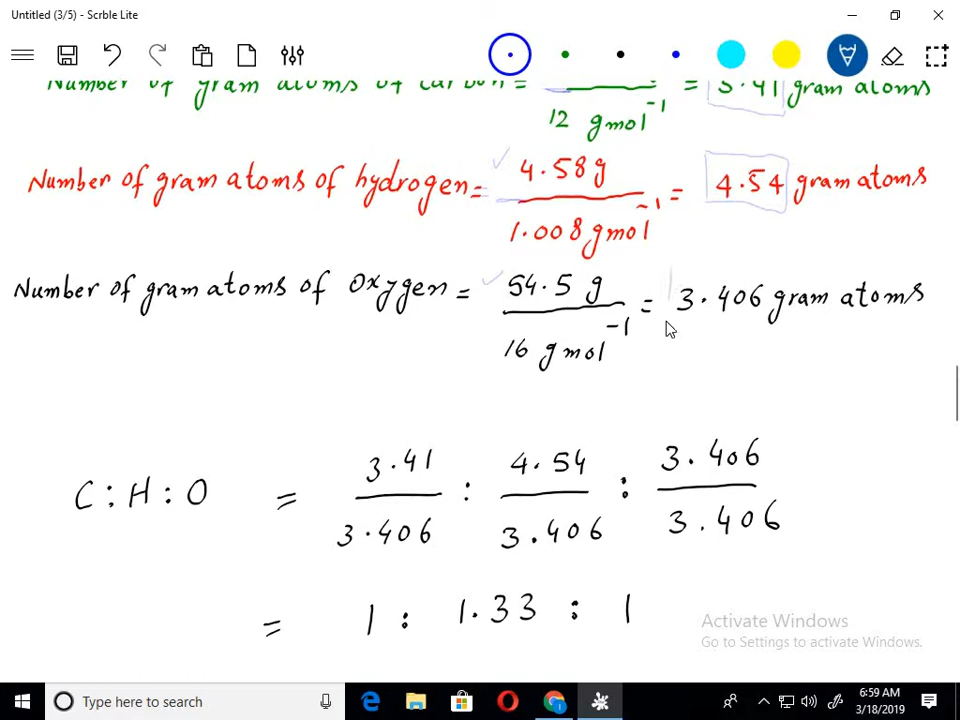 Untitled (3/5) - Scrble Lite
Number of gram atoms of carbon = 12 gmol⁻¹ = 3.41 gram atoms
Number of gram atoms of hydrogen = 4.58 g / 1.008 gmol⁻¹ = 4.54 gram atoms
Number of gram atoms of Oxygen = 54.5 g / 16 gmol⁻¹ = 3.406 gram atoms
C : H : O = 3.41 / 3.406 : 4.54 / 3.406 : 3.406 / 3.406
= 1 : 1.33 : 1
Activate Windows
Go to Settings to activate Windows.
Type here to search
6:59 AM
3/18/2019